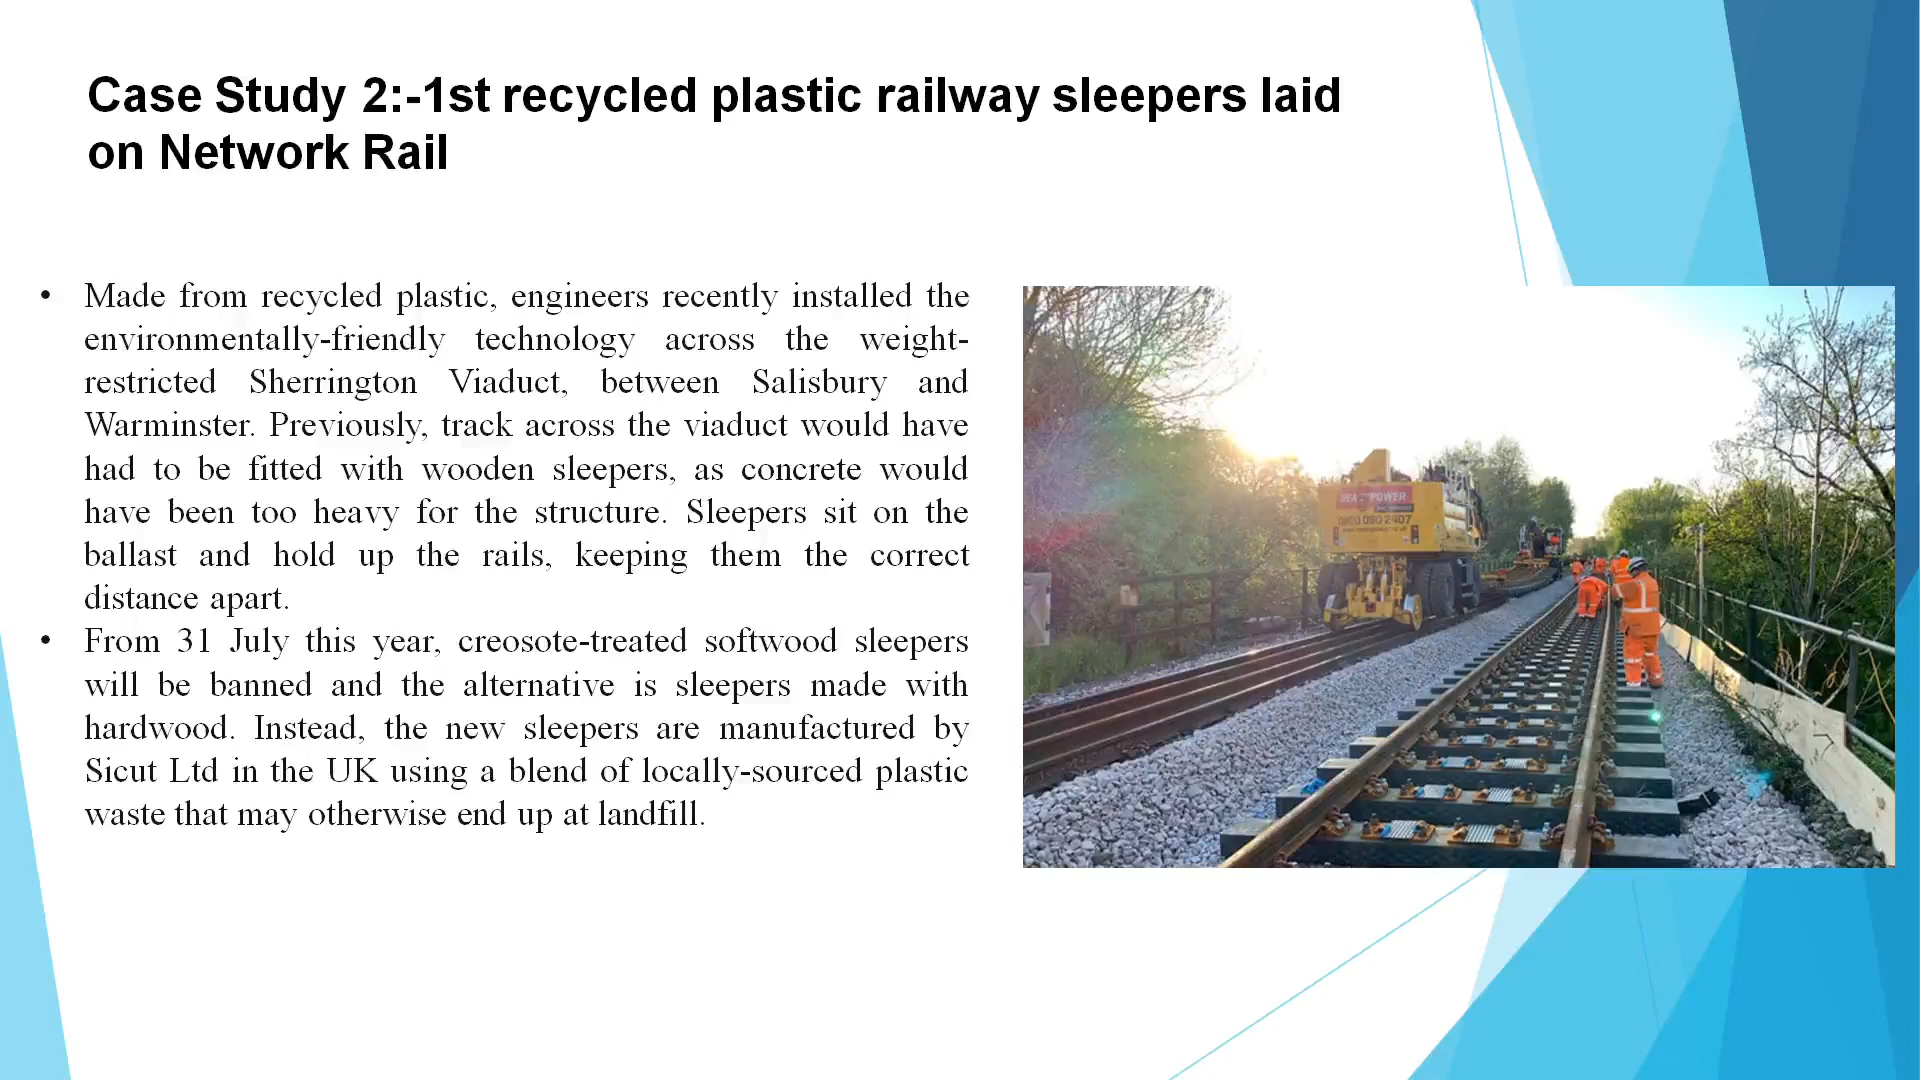 Case Study 2:-1st recycled plastic railway sleepers laid
on Network Rail
• Made from recycled plastic, engineers recently installed the
environmentally-friendly technology across the weight-
restricted Sherrington Viaduct, between Salisbury and
Warminster. Previously, track across the viaduct would have
had to be fitted with wooden sleepers, as concrete would
have been too heavy for the structure. Sleepers sit on the
ballast and hold up the rails, keeping them the correct
distance apart.
• From 31 July this year, creosote-treated softwood sleepers
will be banned and the alternative is sleepers made with
hardwood. Instead, the new sleepers are manufactured by
Sicut Ltd in the UK using a blend of locally-sourced plastic
waste that may otherwise end up at landfill.
0800 090 2407